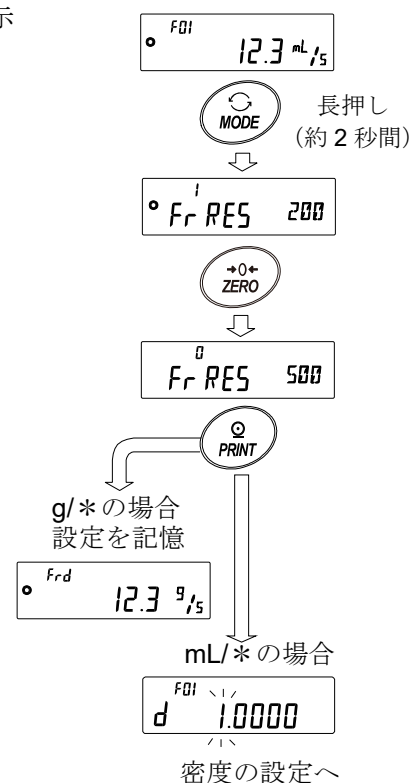 示
F01
12.3 mL/s
MODE
長押し
(約 2 秒間)
1
Fr RES 200
→0←
ZERO
0
Fr RES 500
PRINT
g/＊の場合
設定を記憶
Frd
12.3 g/s
mL/＊の場合
F01
d 1.0000
密度の設定へ